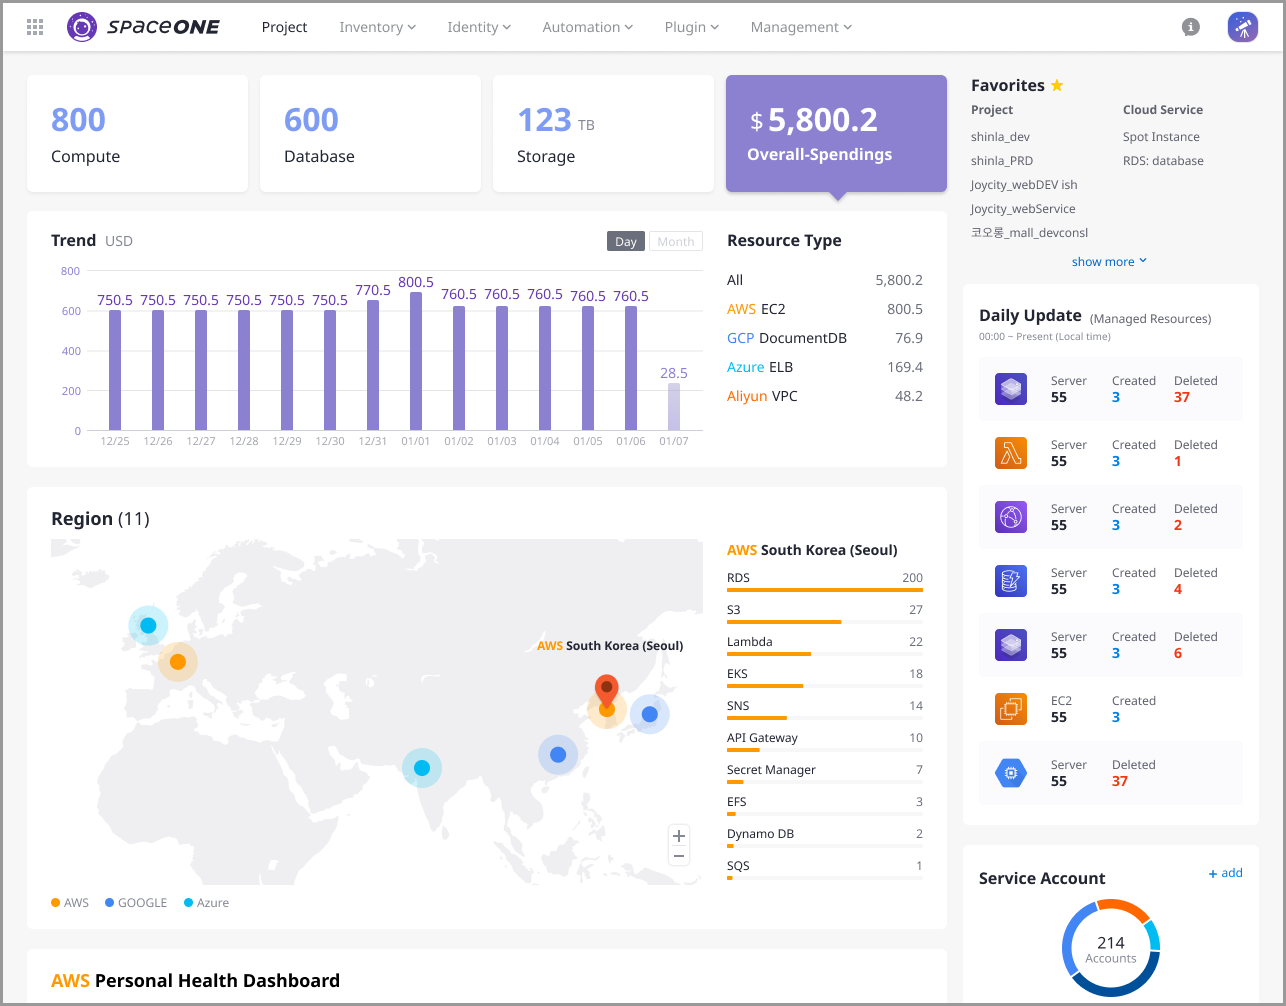 spaceONE
Project
Inventory
Identity
Automation
Plugin
Management
800
Compute
600
Database
123 TB
Storage
$ 5,800.2
Overall-Spendings
Favorites
Project
Cloud Service
shinla_dev
Spot Instance
shinla_PRD
RDS: database
Joycity_webDEV ish
Joycity_webService
코오롱_mall_devconsl
show more
Trend USD
Day
Month
800
600
400
200
0
750.5 750.5 750.5 750.5 750.5 750.5 770.5 800.5 760.5 760.5 760.5 760.5 760.5 28.5
12/25 12/26 12/27 12/28 12/29 12/30 12/31 01/01 01/02 01/03 01/04 01/05 01/06 01/07
Resource Type
All 5,800.2
AWS EC2 800.5
GCP DocumentDB 76.9
Azure ELB 169.4
Aliyun VPC 48.2
Daily Update (Managed Resources)
00:00 ~ Present (Local time)
Server Created Deleted
55 3 37
Server Created Deleted
55 3 1
Server Created Deleted
55 3 2
Server Created Deleted
55 3 4
Server Created Deleted
55 3 6
EC2 Created
55 3
Server Deleted
55 37
Region (11)
AWS South Korea (Seoul)
+
−
AWS GOOGLE Azure
AWS South Korea (Seoul)
RDS 200
S3 27
Lambda 22
EKS 18
SNS 14
API Gateway 10
Secret Manager 7
EFS 3
Dynamo DB 2
SQS 1
Service Account
+ add
214
Accounts
AWS Personal Health Dashboard